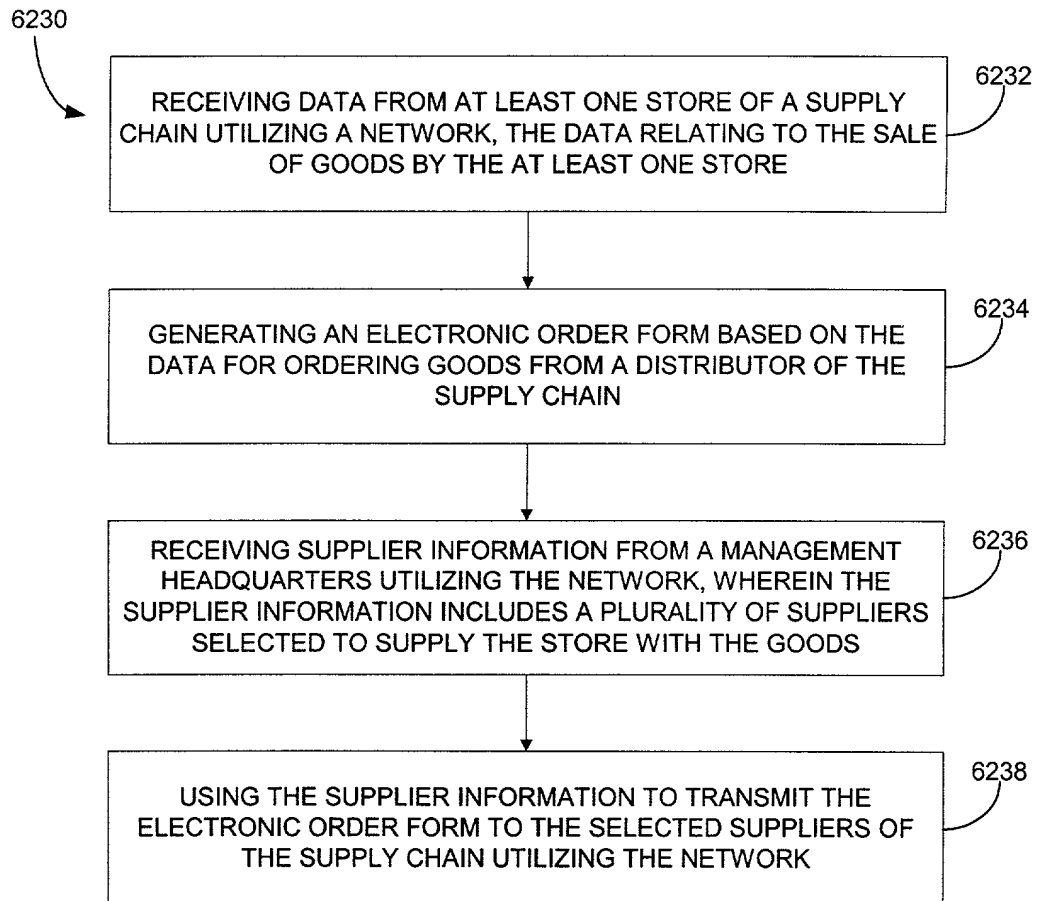 6230
6232
RECEIVING DATA FROM AT LEAST ONE STORE OF A SUPPLY
CHAIN UTILIZING A NETWORK, THE DATA RELATING TO THE SALE
OF GOODS BY THE AT LEAST ONE STORE
6234
GENERATING AN ELECTRONIC ORDER FORM BASED ON THE
DATA FOR ORDERING GOODS FROM A DISTRIBUTOR OF THE
SUPPLY CHAIN
6236
RECEIVING SUPPLIER INFORMATION FROM A MANAGEMENT
HEADQUARTERS UTILIZING THE NETWORK, WHEREIN THE
SUPPLIER INFORMATION INCLUDES A PLURALITY OF SUPPLIERS
SELECTED TO SUPPLY THE STORE WITH THE GOODS
6238
USING THE SUPPLIER INFORMATION TO TRANSMIT THE
ELECTRONIC ORDER FORM TO THE SELECTED SUPPLIERS OF
THE SUPPLY CHAIN UTILIZING THE NETWORK